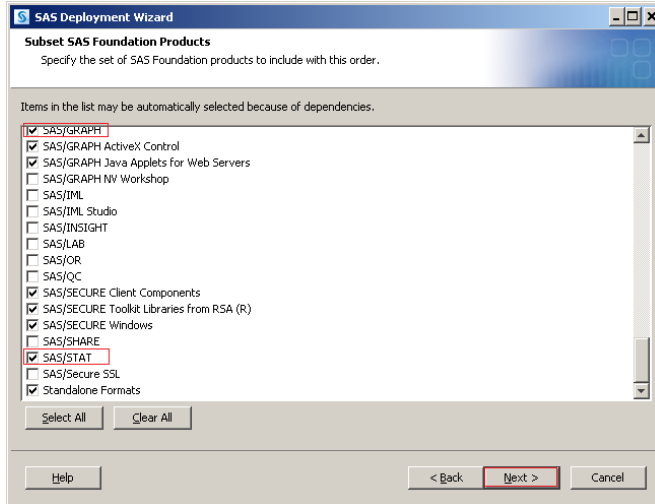 SAS Deployment Wizard
Subset SAS Foundation Products
Specify the set of SAS Foundation products to include with this order.
Items in the list may be automatically selected because of dependencies.
SAS/GRAPH
SAS/GRAPH ActiveX Control
SAS/GRAPH Java Applets for Web Servers
SAS/GRAPH NV Workshop
SAS/IML
SAS/IML Studio
SAS/INSIGHT
SAS/LAB
SAS/OR
SAS/QC
SAS/SECURE Client Components
SAS/SECURE Toolkit Libraries from RSA (R)
SAS/SECURE Windows
SAS/SHARE
SAS/STAT
SAS/Secure SSL
Standalone Formats
Select All Clear All
Help < Back Next > Cancel